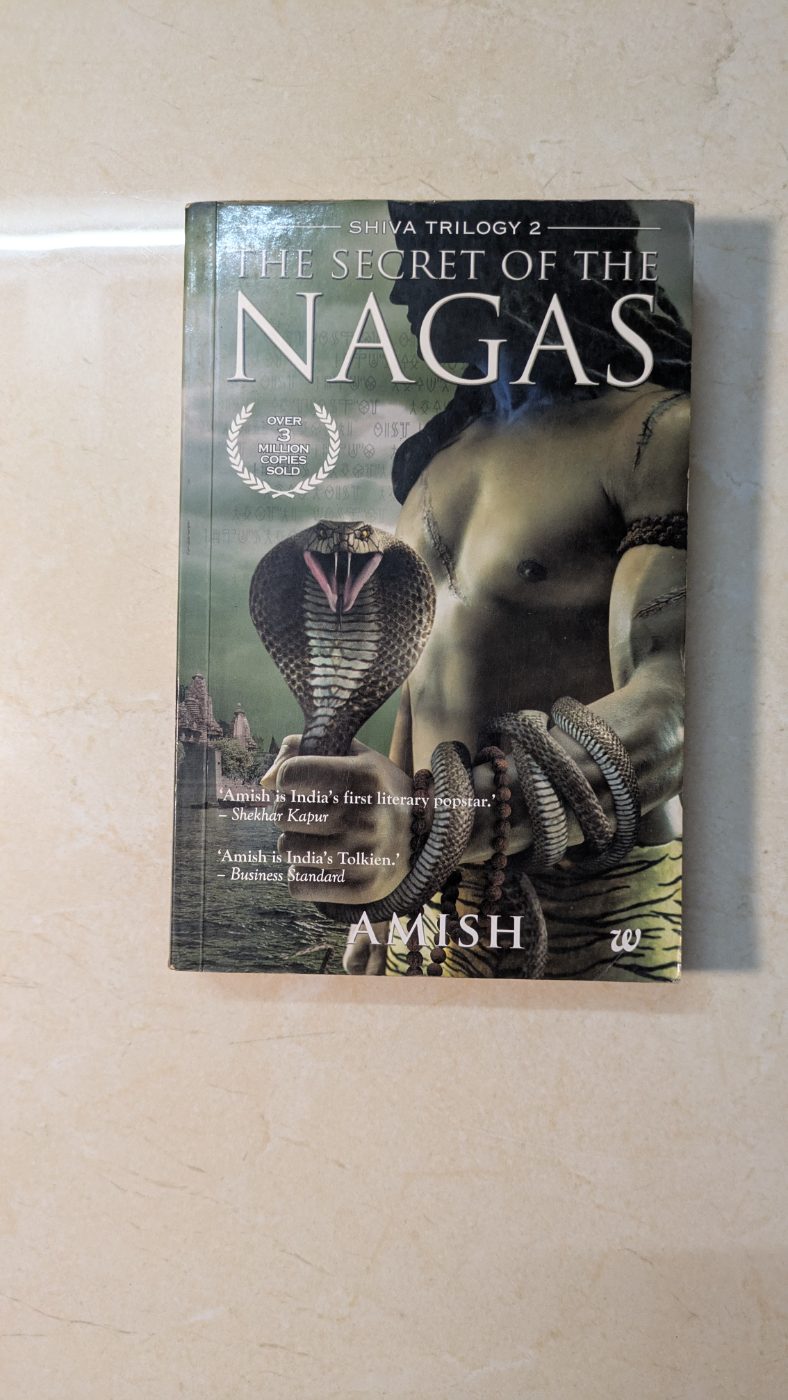 SHIVA TRILOGY 2
THE SECRET OF THE
NAGAS
OVER
3
MILLION
COPIES
SOLD
‘Amish is India’s first literary popstar.’
– Shekhar Kapur
‘Amish is India’s Tolkien.’
– Business Standard
AMISH
w